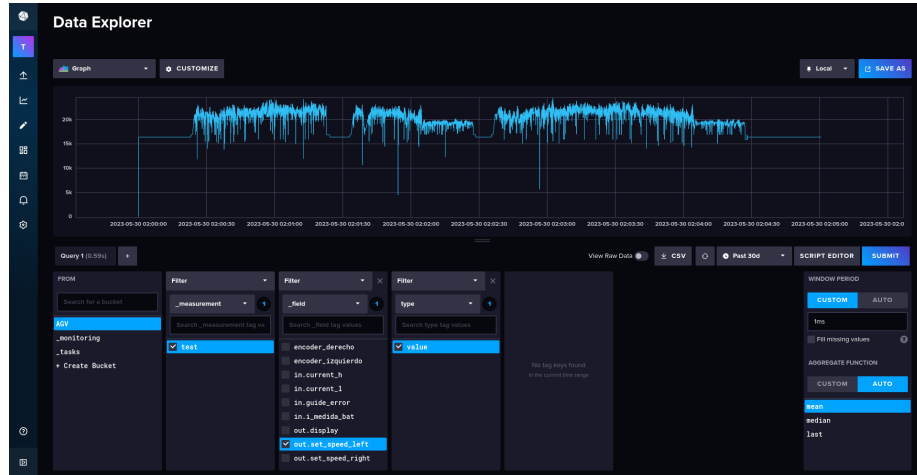 Data Explorer
T
Graph
CUSTOMIZE
Local
SAVE AS
20k
15k
10k
5k
0
2023-05-30 02:00:00
2023-05-30 02:00:30
2023-05-30 02:01:00
2023-05-30 02:01:30
2023-05-30 02:02:00
2023-05-30 02:02:30
2023-05-30 02:03:00
2023-05-30 02:03:30
2023-05-30 02:04:00
2023-05-30 02:04:30
2023-05-30 02:05:00
2023-05-30 02:0
Query 1 (0.59s)
+
View Raw Data
CSV
Past 30d
SCRIPT EDITOR
SUBMIT
FROM
Search for a bucket
AGV
_monitoring
_tasks
+ Create Bucket
Filter
_measurement
1
Search _measurement tag va
test
Filter
_field
1
Search _field tag values
encoder_derecho
encoder_izquierdo
in.current_h
in.current_l
in.guide_error
in.i_medida_bat
out.display
out.set_speed_left
out.set_speed_right
Filter
type
1
Search type tag values
value
No tag keys found
in the current time range
WINDOW PERIOD
CUSTOM
AUTO
1ms
Fill missing values
AGGREGATE FUNCTION
CUSTOM
AUTO
mean
median
last